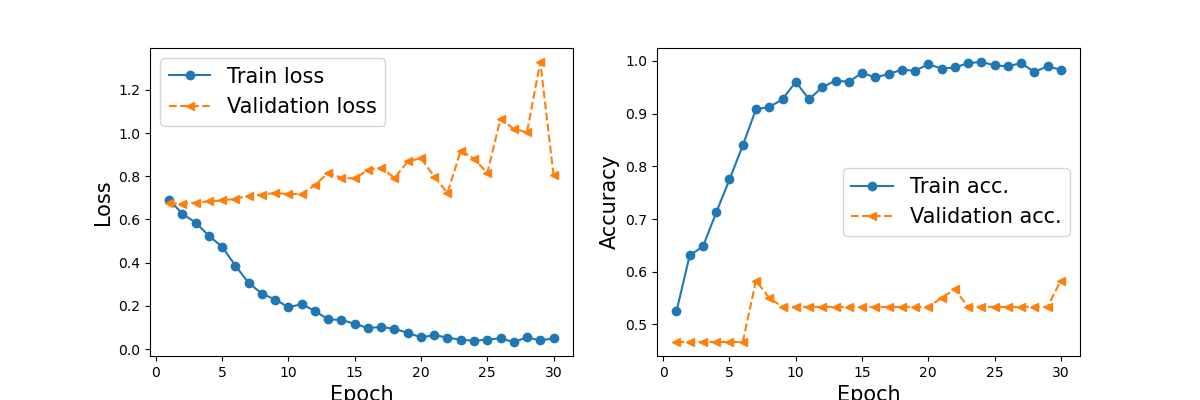 Train loss
Validation loss
Loss
1.2
1.0
0.8
0.6
0.4
0.2
0.0
0 5 10 15 20 25 30
Epoch
Train acc.
Validation acc.
Accuracy
1.0
0.9
0.8
0.7
0.6
0.5
0 5 10 15 20 25 30
Epoch